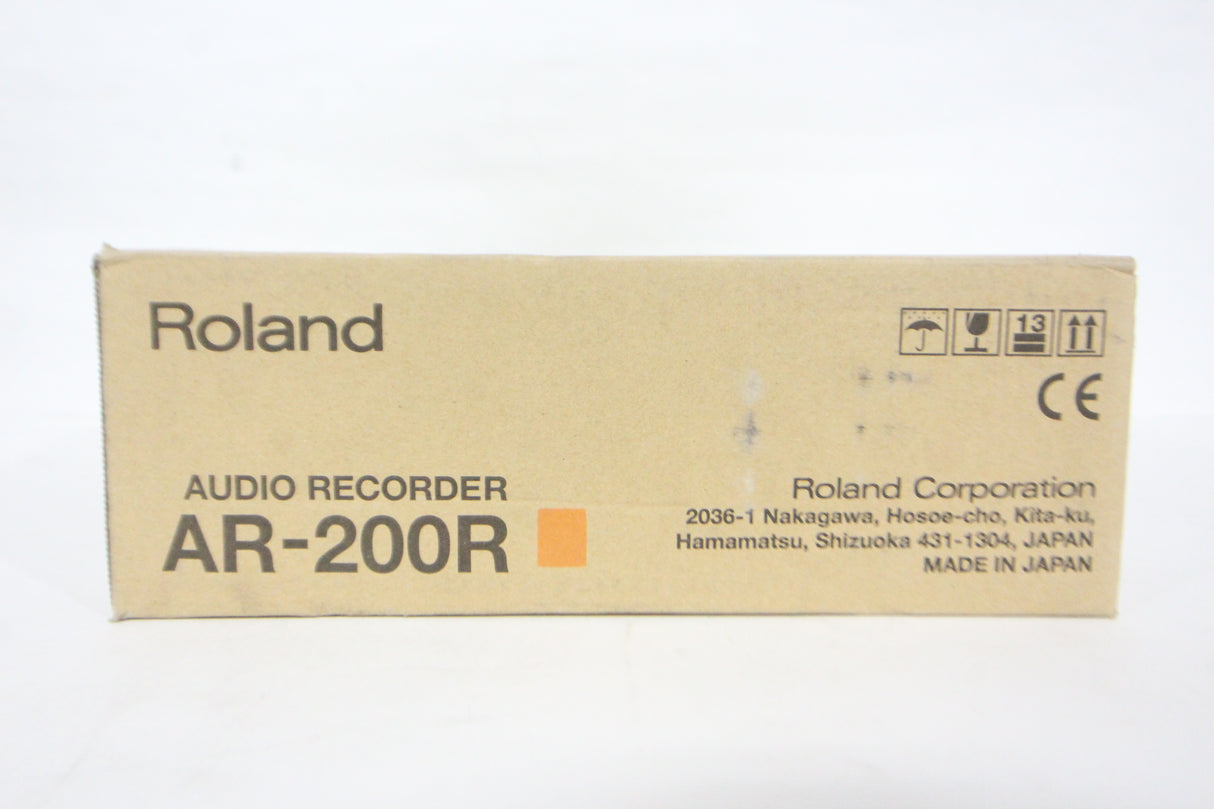 Roland
13
CE
AUDIO RECORDER
AR-200R
Roland Corporation
2036-1 Nakagawa, Hosoe-cho, Kita-ku,
Hamamatsu, Shizuoka 431-1304, JAPAN
MADE IN JAPAN